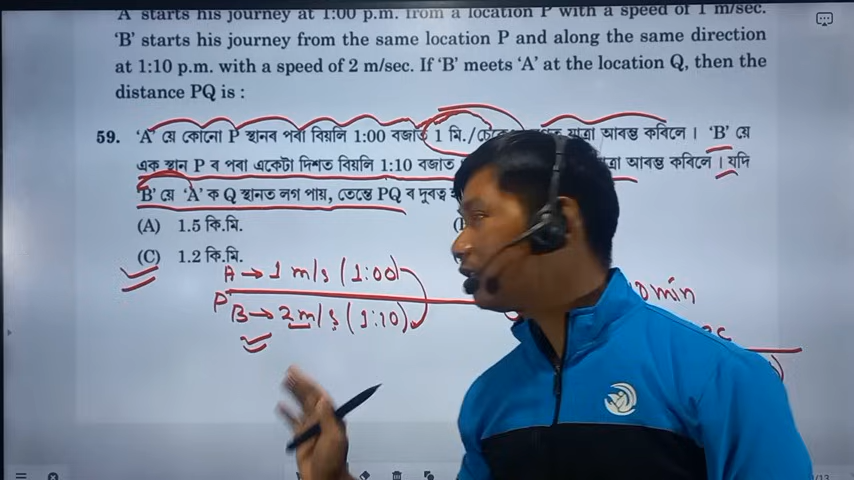 'A' starts his journey at 1:00 p.m. from a location P with a speed of 1 m/sec.
'B' starts his journey from the same location P and along the same direction
at 1:10 p.m. with a speed of 2 m/sec. If 'B' meets 'A' at the location Q, then the
distance PQ is :
59. 'A' য়ে কোনো P স্থানৰ পৰা বিয়লি 1:00 বজাত 1 মি./ যাত্ৰা আৰম্ভ কৰিলে । 'B' য়ে
এক স্থান P ৰ পৰা একেটা দিশত বিয়লি 1:10 বজাত যাত্ৰা আৰম্ভ কৰিলে । যদি
'B' য়ে 'A' ক Q স্থানত লগ পায়, তেন্তে PQ ৰ দূৰত্ব
(A) 1.5 কি.মি.
(C) 1.2 কি.মি.
A → 1 m/s (1:00)
P
B → 2 m/s (1:10)
0 min
/13